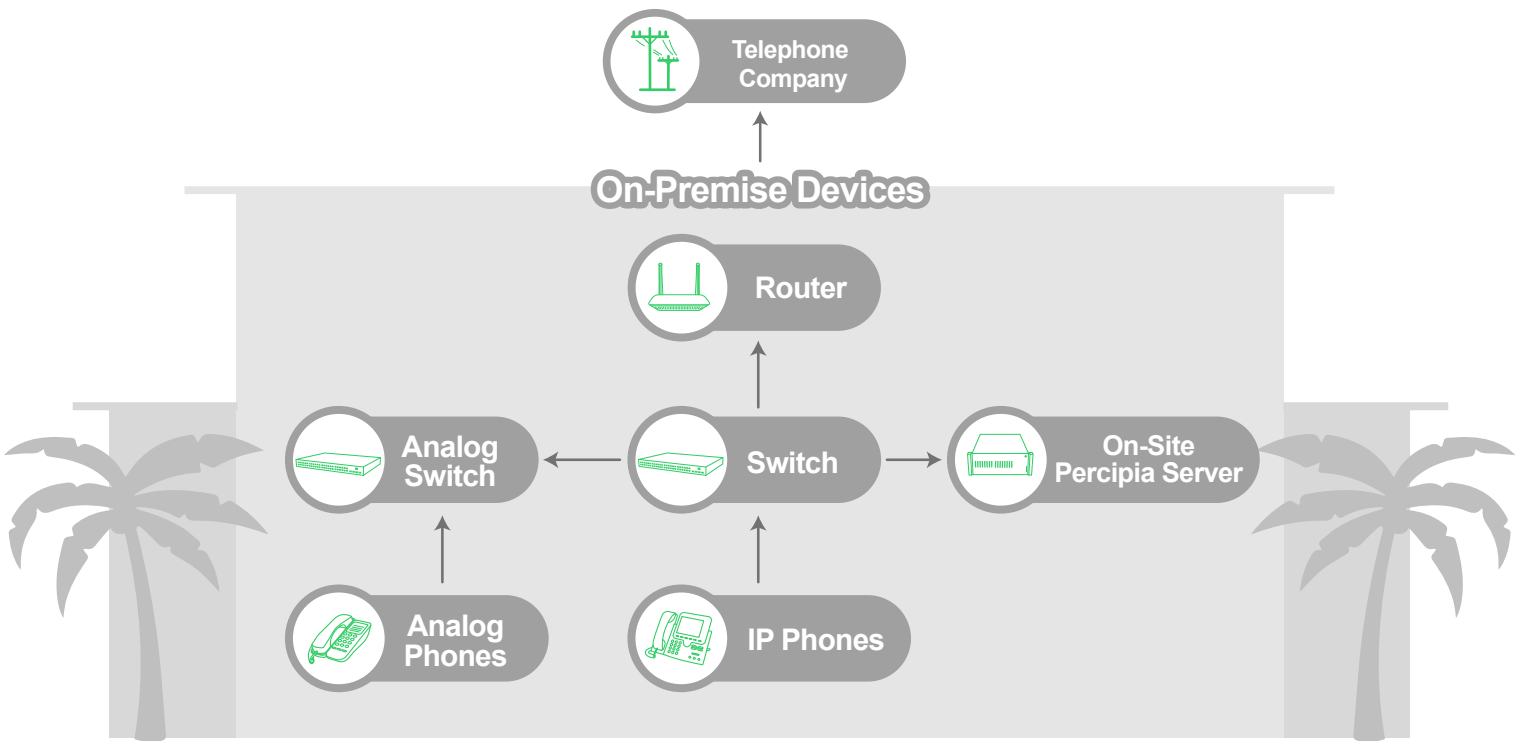 Telephone
Company
On-Premise Devices
Router
Analog
Switch
Switch
On-Site
Percipia Server
Analog
Phones
IP Phones